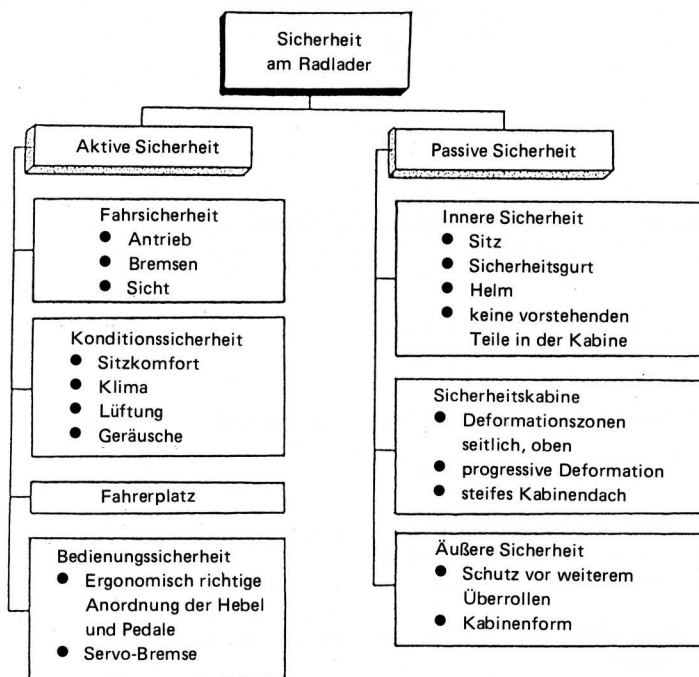 Sicherheit
am Radlader
Aktive Sicherheit
Fahrsicherheit
● Antrieb
● Bremsen
● Sicht
Konditionssicherheit
● Sitzkomfort
● Klima
● Lüftung
● Geräusche
Fahrerplatz
Bedienungssicherheit
● Ergonomisch richtige
Anordnung der Hebel
und Pedale
● Servo-Bremse
Passive Sicherheit
Innere Sicherheit
● Sitz
● Sicherheitsgurt
● Helm
● keine vorstehenden
Teile in der Kabine
Sicherheitskabine
● Deformationszonen
seitlich, oben
● progressive Deformation
● steifes Kabinendach
Äußere Sicherheit
● Schutz vor weiterem
Überrollen
● Kabinenform